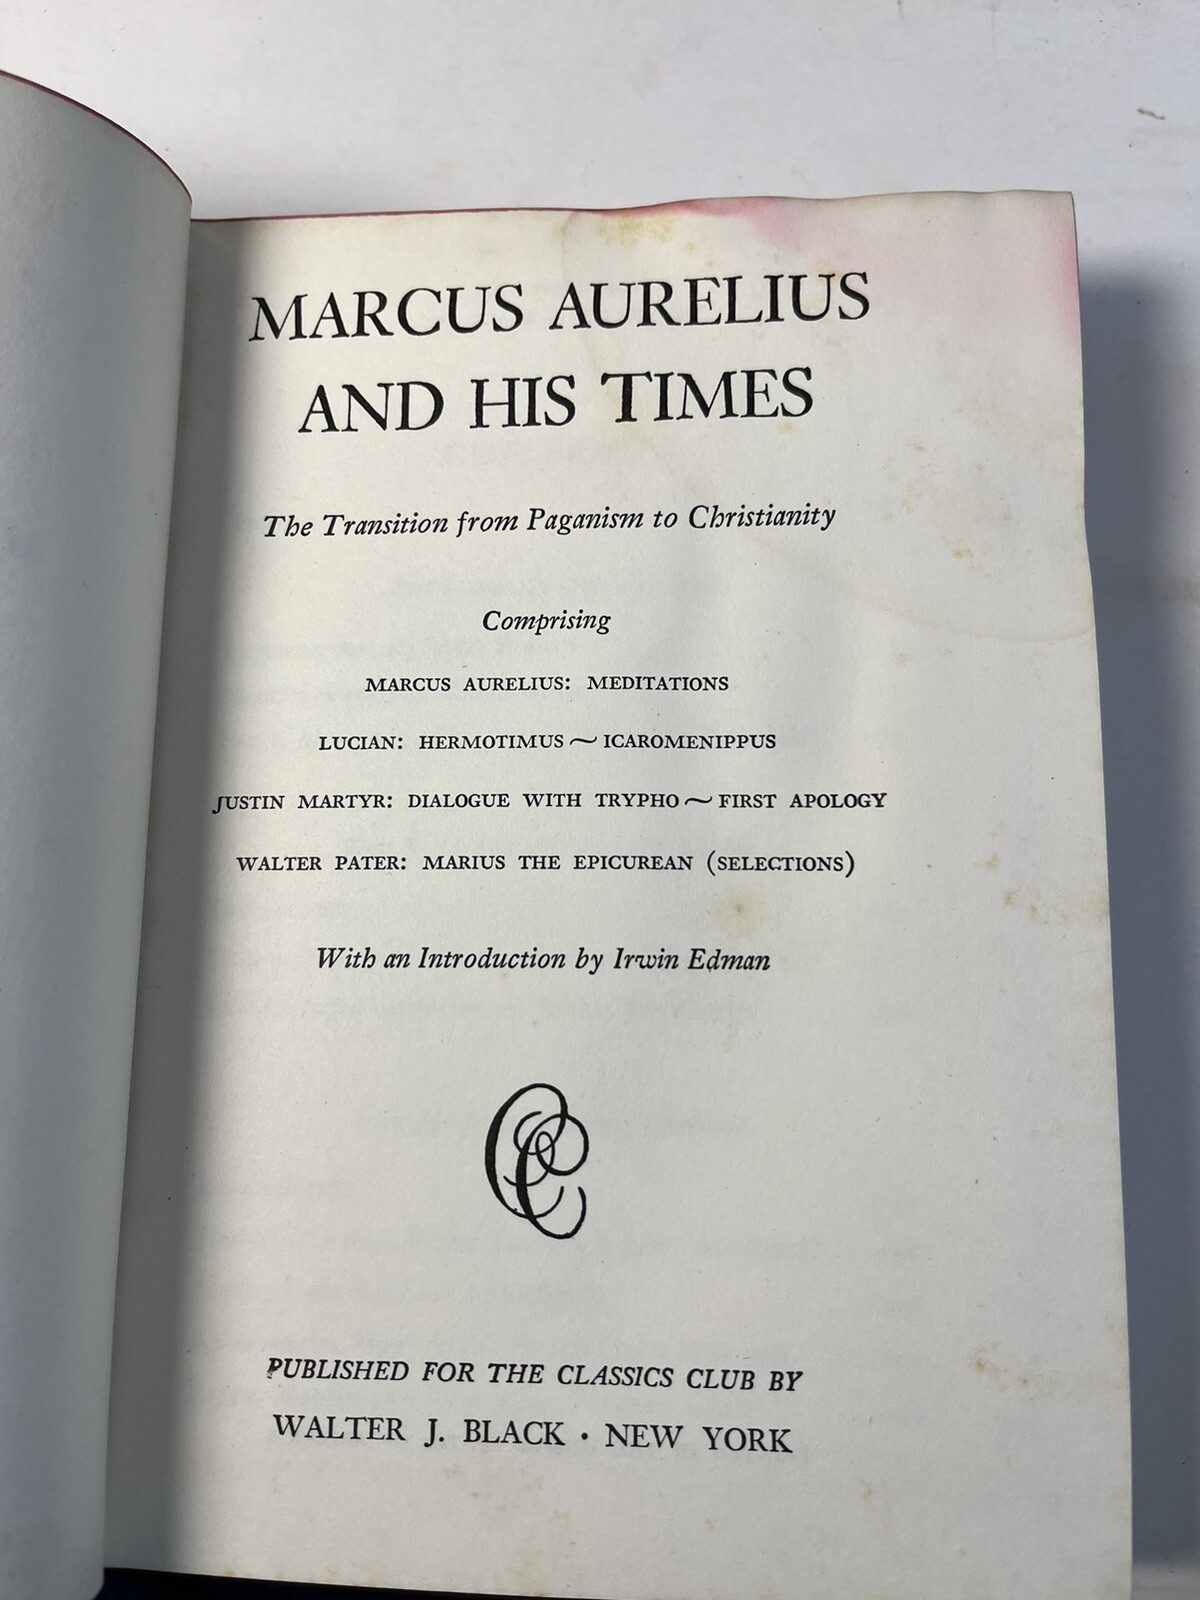 MARCUS AURELIUS
AND HIS TIMES
The Transition from Paganism to Christianity
Comprising
MARCUS AURELIUS: MEDITATIONS
LUCIAN: HERMOTIMUS ~ ICAROMENIPPUS
JUSTIN MARTYR: DIALOGUE WITH TRYPHO ~ FIRST APOLOGY
WALTER PATER: MARIUS THE EPICUREAN (SELECTIONS)
With an Introduction by Irwin Edman
CC
PUBLISHED FOR THE CLASSICS CLUB BY
WALTER J. BLACK · NEW YORK